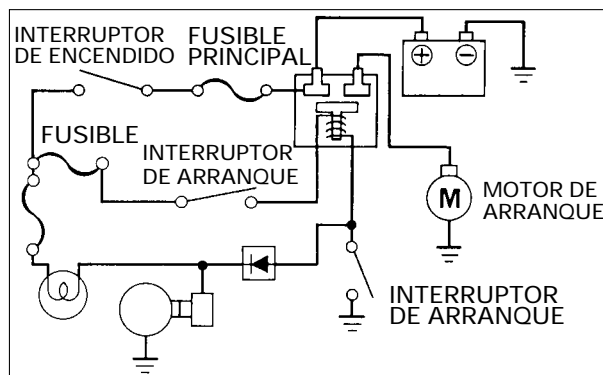 INTERRUPTOR
DE ENCENDIDO
FUSIBLE
PRINCIPAL
+
−
FUSIBLE
INTERRUPTOR
DE ARRANQUE
M
MOTOR DE
ARRANQUE
INTERRUPTOR
DE ARRANQUE